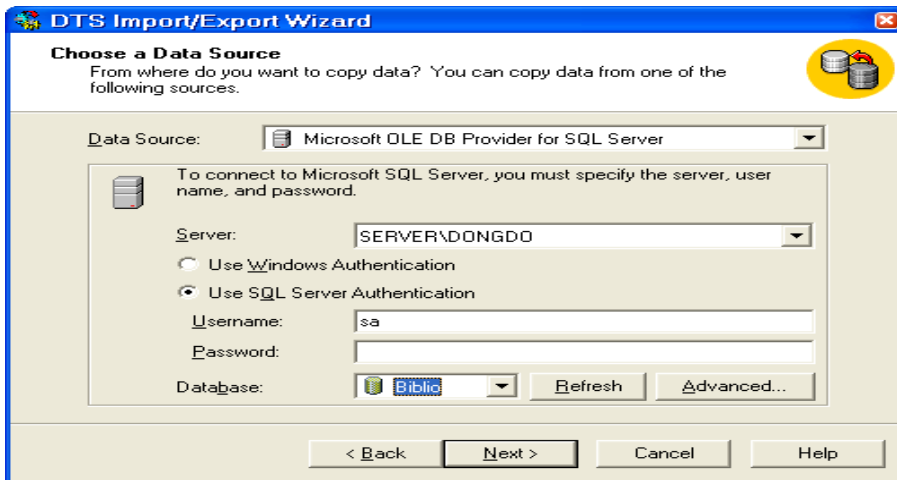 DTS Import/Export Wizard
Choose a Data Source
From where do you want to copy data? You can copy data from one of the
following sources.
Data Source: Microsoft OLE DB Provider for SQL Server
To connect to Microsoft SQL Server, you must specify the server, user
name, and password.
Server: SERVER\DONGDO
Use Windows Authentication
Use SQL Server Authentication
Username: sa
Password:
Database: Biblio Refresh Advanced...
< Back Next > Cancel Help